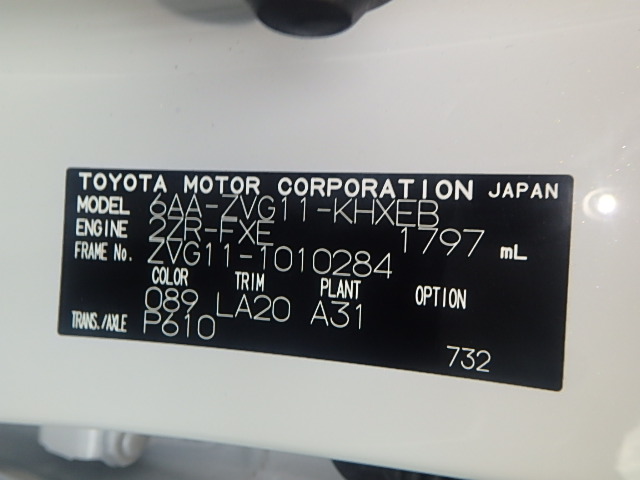 TOYOTA MOTOR CORPORATION JAPAN
MODEL 6AA-ZVG11-KHXEB
ENGINE 2ZR-FXE 1797 mL
FRAME No. ZVG11-1010284
COLOR TRIM PLANT OPTION
089 LA20 A31
TRANS./AXLE P610
732